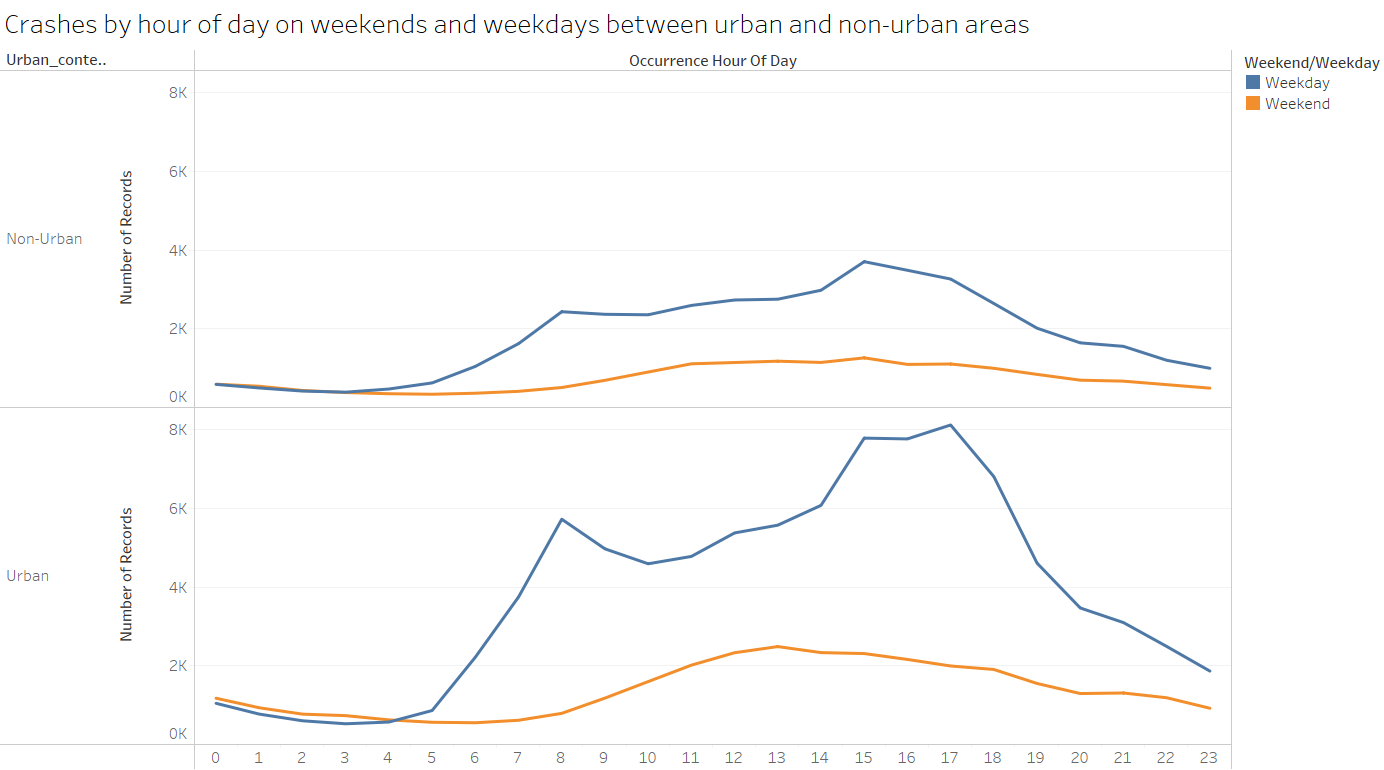 Crashes by hour of day on weekends and weekdays between urban and non-urban areas
Urban_conte..
Occurrence Hour Of Day
Weekend/Weekday
Weekday
Weekend
Non-Urban
Number of Records
8K
6K
4K
2K
0K
Urban
Number of Records
8K
6K
4K
2K
0K
0 1 2 3 4 5 6 7 8 9 10 11 12 13 14 15 16 17 18 19 20 21 22 23